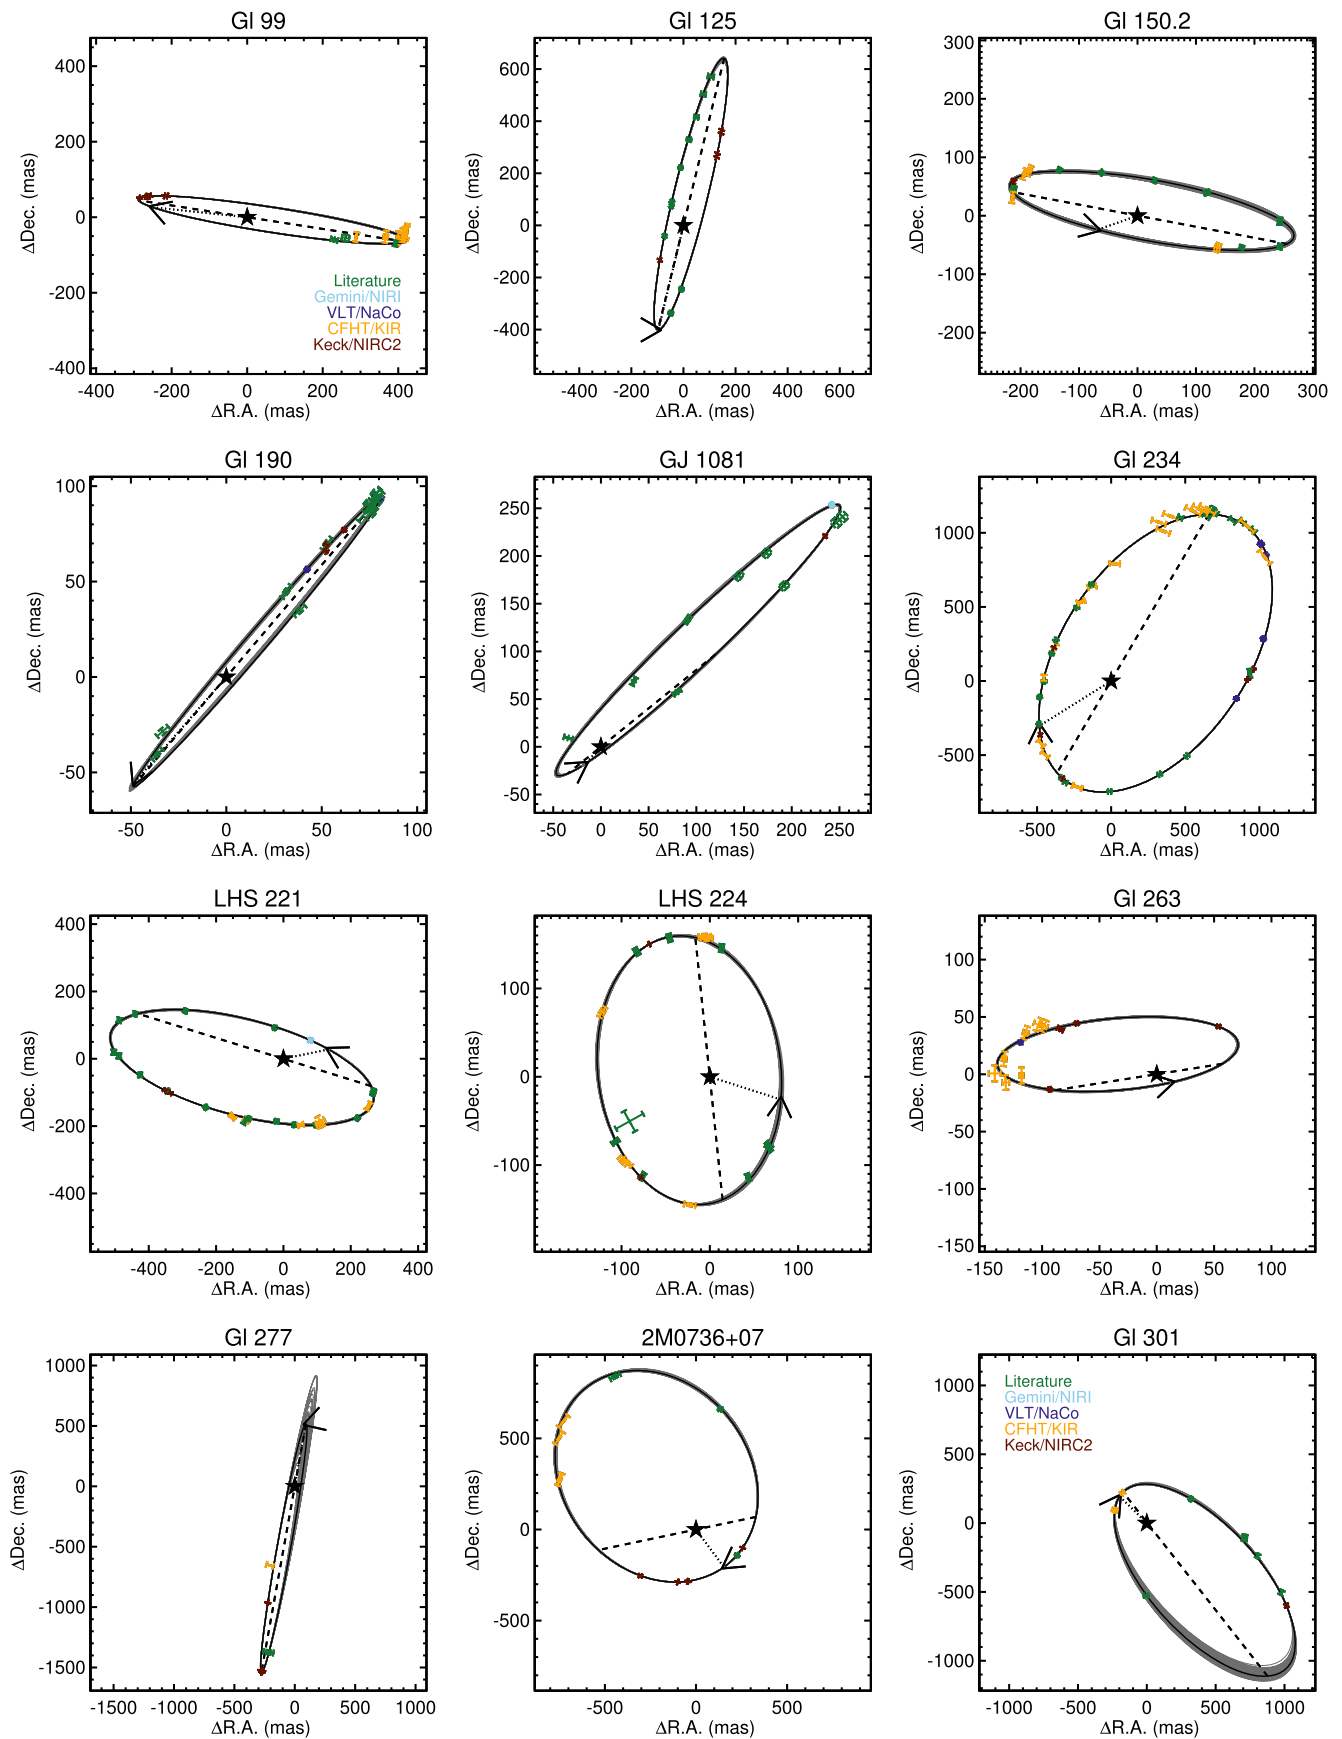 Gl 99
Gl 125
Gl 150.2
400
200
0
-200
-400
ΔDec. (mas)
Literature
Gemini/NIRI
VLT/NaCo
CFHT/KIR
Keck/NIRC2
-400 -200 0 200 400
ΔR.A. (mas)
600
400
200
0
-200
-400
ΔDec. (mas)
-400 -200 0 200 400 600
ΔR.A. (mas)
300
200
100
0
-100
-200
ΔDec. (mas)
-200 -100 0 100 200 300
ΔR.A. (mas)
Gl 190
GJ 1081
Gl 234
100
50
0
-50
ΔDec. (mas)
-50 0 50 100
ΔR.A. (mas)
250
200
150
100
50
0
-50
ΔDec. (mas)
-50 0 50 100 150 200 250
ΔR.A. (mas)
1000
500
0
-500
ΔDec. (mas)
-500 0 500 1000
ΔR.A. (mas)
LHS 221
LHS 224
Gl 263
400
200
0
-200
-400
ΔDec. (mas)
-400 -200 0 200 400
ΔR.A. (mas)
100
0
-100
ΔDec. (mas)
-100 0 100
ΔR.A. (mas)
100
50
0
-50
-100
-150
ΔDec. (mas)
-150 -100 -50 0 50 100
ΔR.A. (mas)
Gl 277
2M0736+07
Gl 301
1000
500
0
-500
-1000
-1500
ΔDec. (mas)
-1500 -1000 -500 0 500 1000
ΔR.A. (mas)
500
0
-500
ΔDec. (mas)
-500 0 500
ΔR.A. (mas)
Literature
Gemini/NIRI
VLT/NaCo
CFHT/KIR
Keck/NIRC2
1000
500
0
-500
-1000
ΔDec. (mas)
-1000 -500 0 500 1000
ΔR.A. (mas)